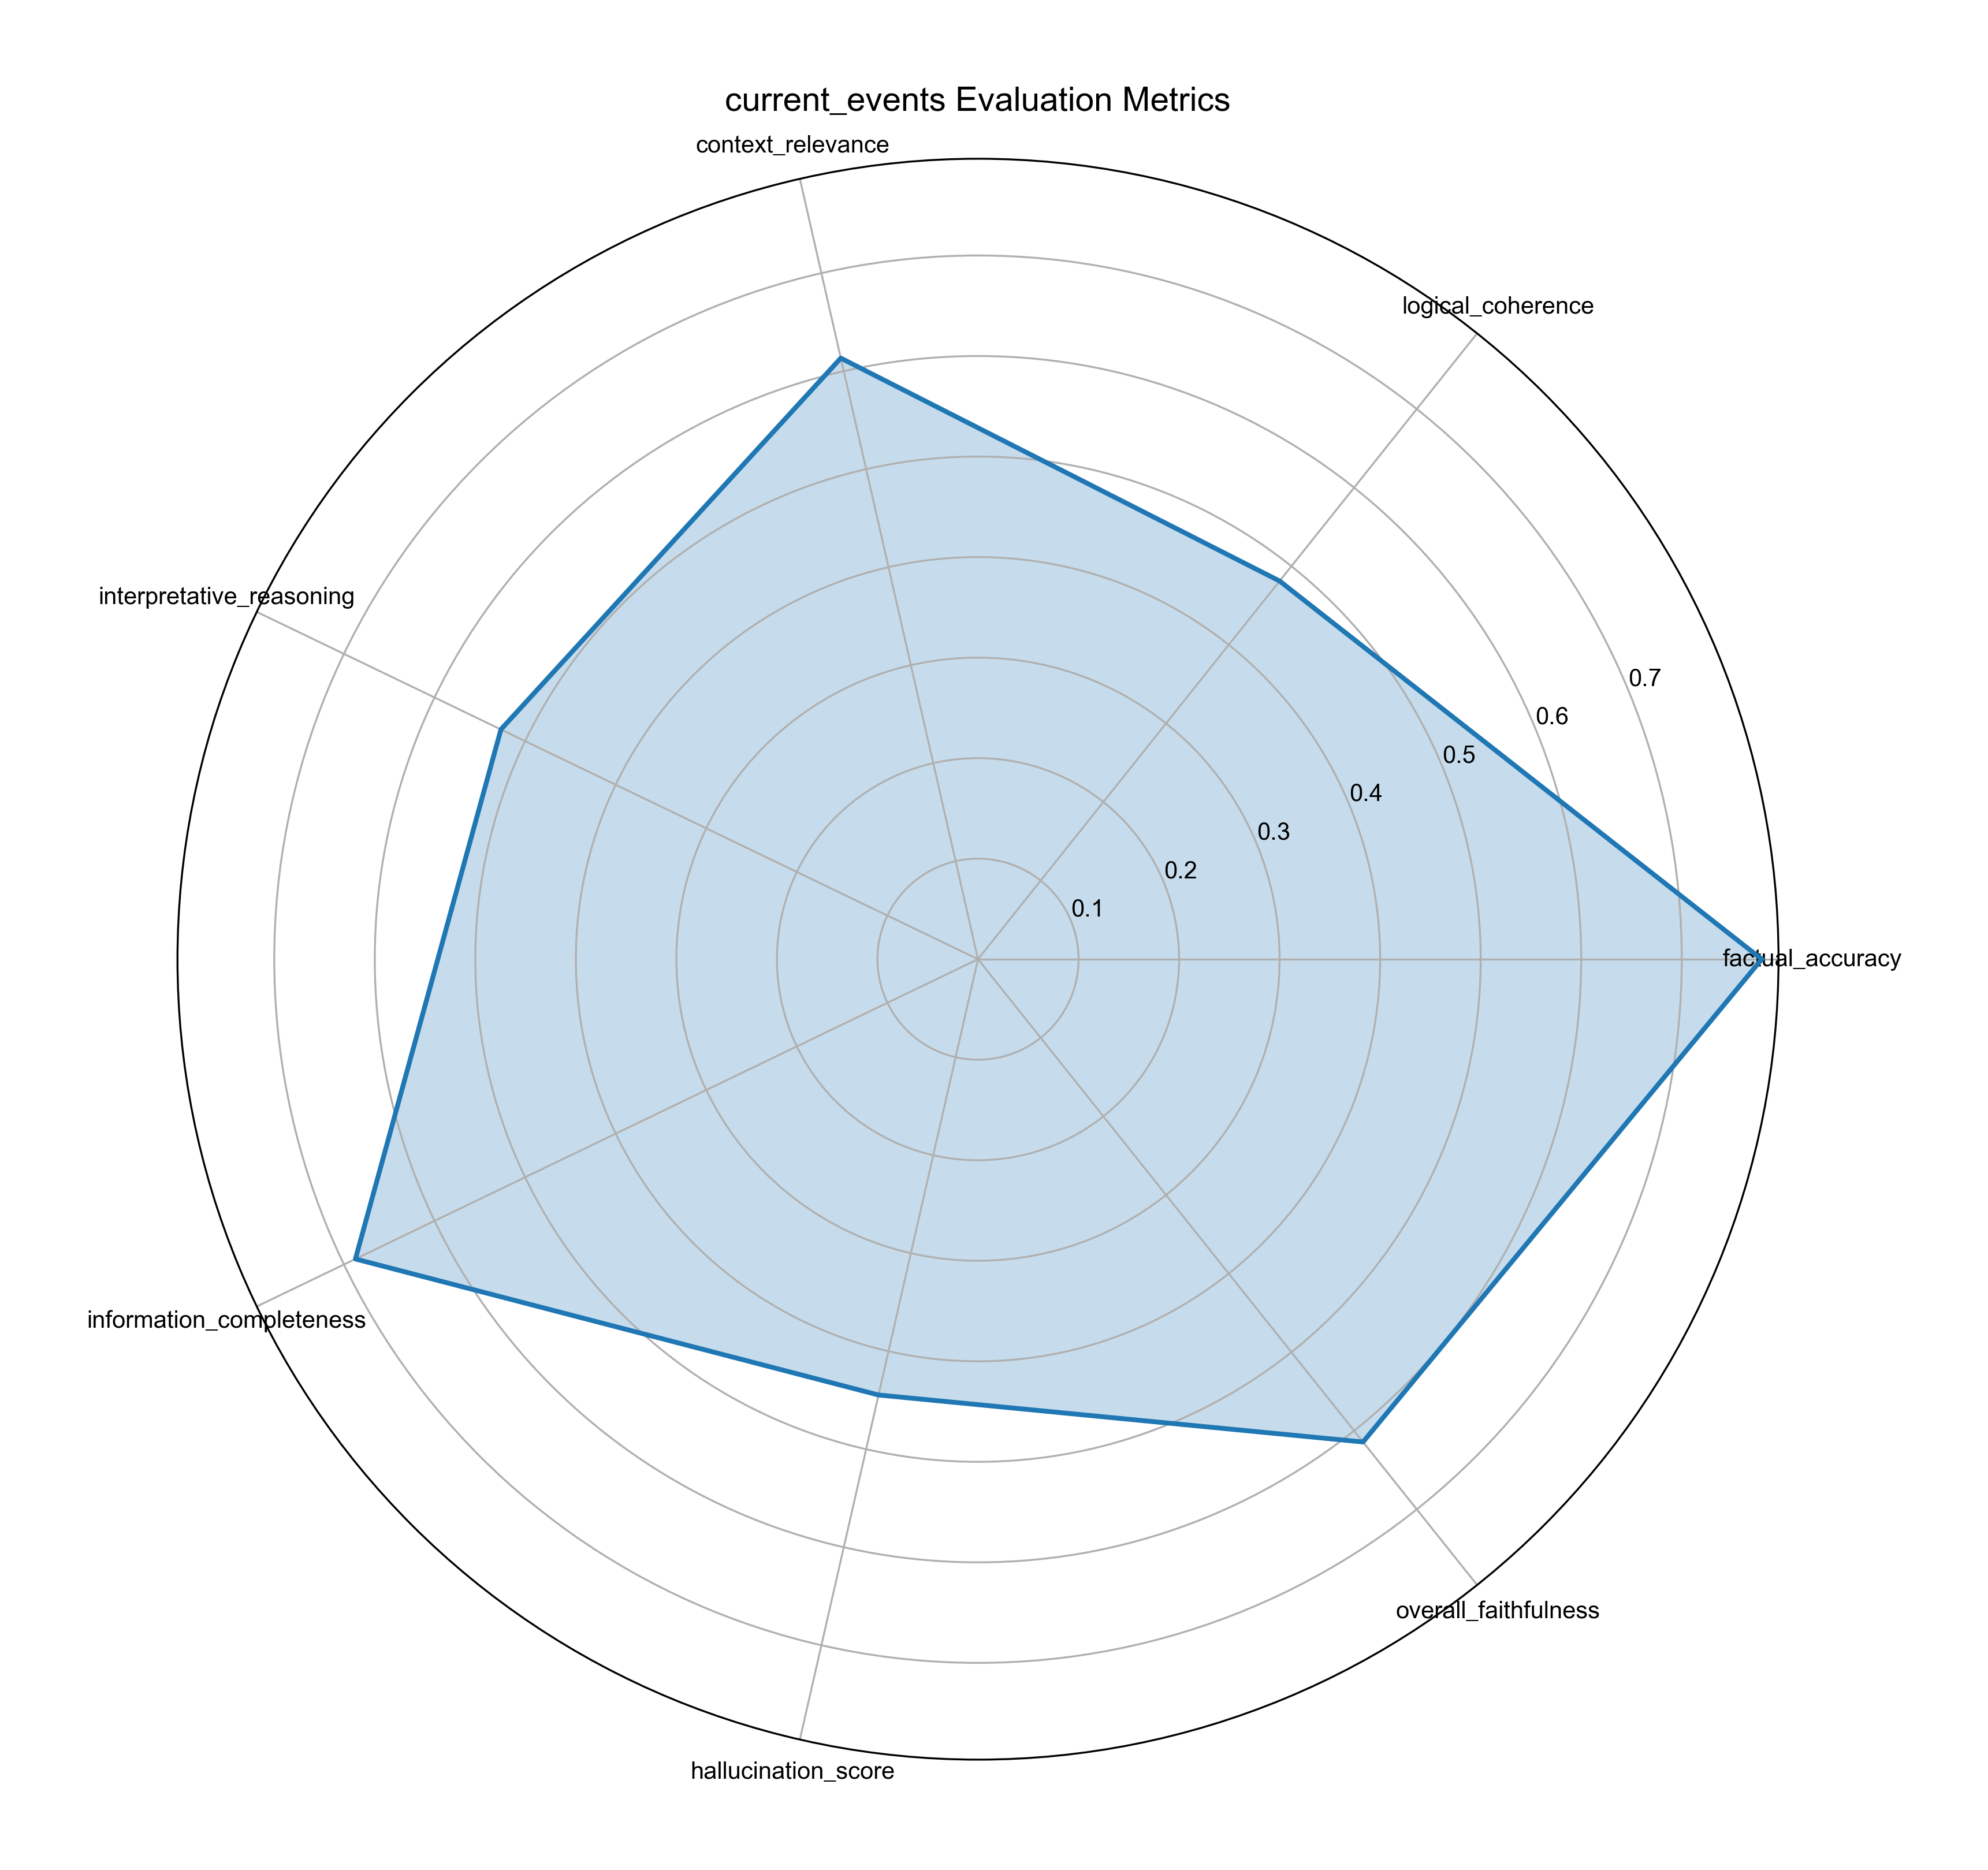 current_events Evaluation Metrics
context_relevance
logical_coherence
interpretative_reasoning
0.7
0.6
0.5
0.4
0.3
0.2
0.1
factual_accuracy
information_completeness
overall_faithfulness
hallucination_score